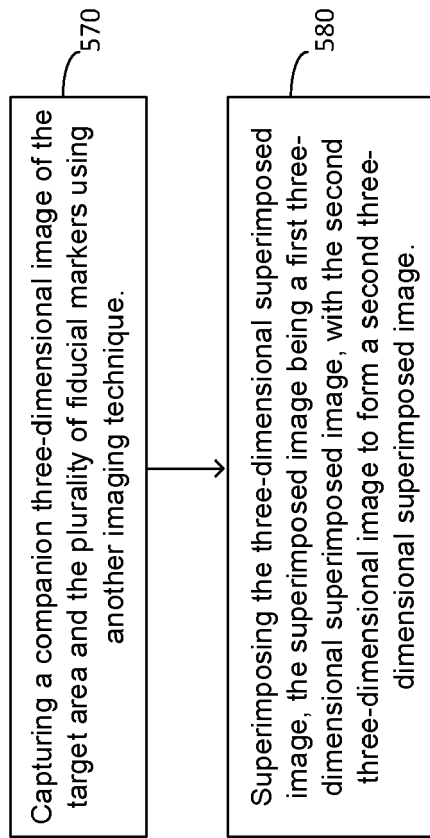 Capturing a companion three-dimensional image of the
target area and the plurality of fiducial markers using
another imaging technique.
570
Superimposing the three-dimensional superimposed
image, the superimposed image being a first three-
dimensional superimposed image, with the second
three-dimensional image to form a second three-
dimensional superimposed image.
580